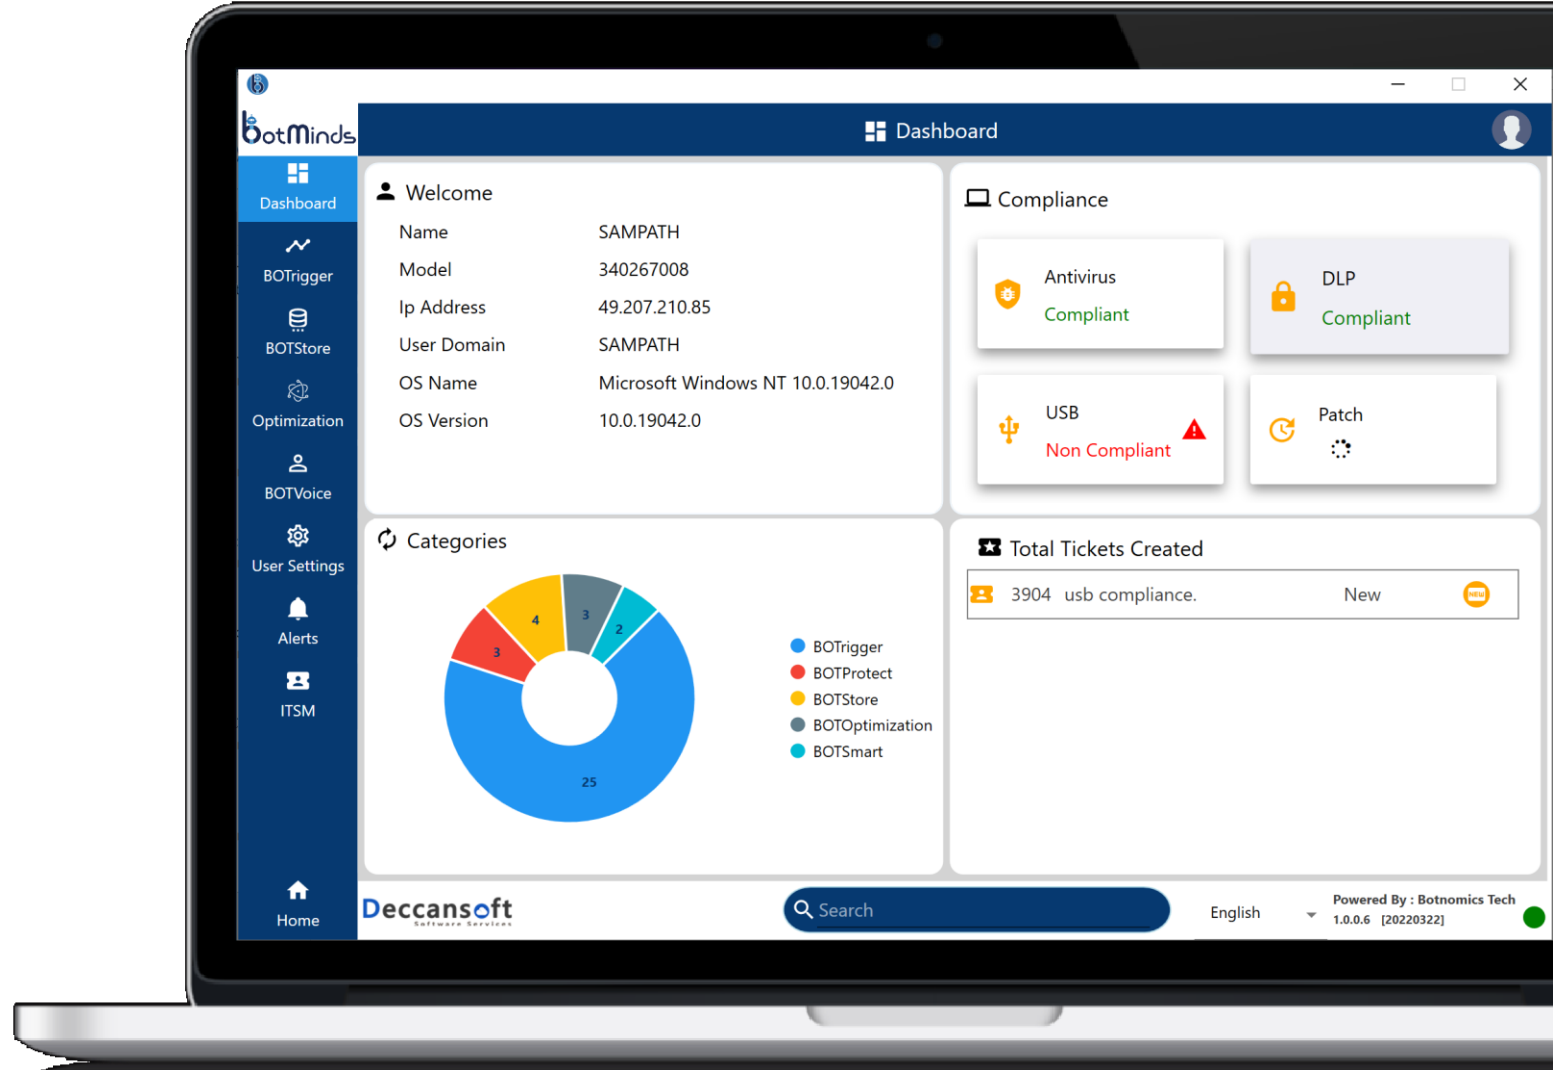 botMinds
Dashboard
Dashboard
BOTrigger
BOTStore
Optimization
BOTVoice
User Settings
Alerts
ITSM
Home
Welcome
Name SAMPATH
Model 340267008
Ip Address 49.207.210.85
User Domain SAMPATH
OS Name Microsoft Windows NT 10.0.19042.0
OS Version 10.0.19042.0
Compliance
Antivirus
Compliant
DLP
Compliant
USB
Non Compliant
Patch
Categories
3
4
3
2
25
BOTrigger
BOTProtect
BOTStore
BOTOptimization
BOTSmart
Total Tickets Created
3904 usb compliance. New NEW
Deccansoft
Software Services
Search
English
Powered By : Botnomics Tech
1.0.0.6 [20220322]